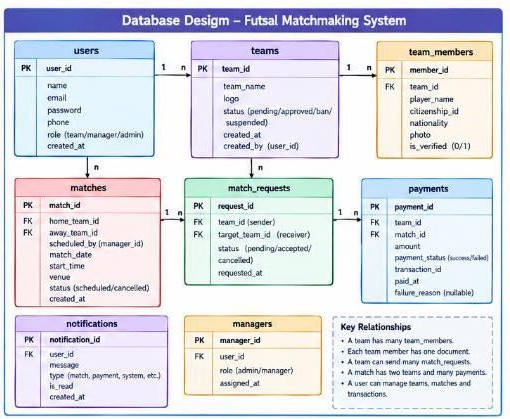 Database Desigm – Futsal Matchmaking System
users
PK user_id
name
email
password
phone
role (team/manager/admin)
created_at
1 n
teams
PK team_id
team_name
logo
status (pending/approved/ban/
suspended)
created_at
created_by (user_id)
1 n
team_members
PK member_id
FK team_id
player_name
citizenship_id
nationality
photo
is_verified (0/1)
n
n
matches
PK match_id
FK home_team_id
FK away_team_id
scheduled_by (manager_id)
match_date
start_time
venue
status (scheduled/cancelled)
created_at
1 n
match_requests
PK request_id
FK team_id (sender)
FK target_team_id (receiver)
status (pending/accepted/
cancelled)
requested_at
1 n
payments
PK payment_id
FK team_id
FK match_id
amount
payment_status (success/failed)
transaction_id
paid_at
failure_reason (nullable)
notifications
PK notification_id
FK user_id
message
type (match, payment, system, etc.)
is_read
created_at
managers
manager_id
FK user_id
role (admin/manager)
assigned_at
Key Relationships
• A team has many team_members.
• Each team member has one document.
• A team can send many match_requests.
• A match has two teams and many payments.
• A user can manage teams, matches and
transactions.